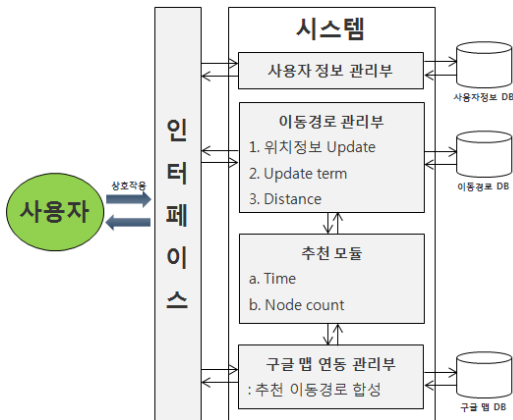 시스템
사용자 정보 관리부
사용자정보 DB
인터페이스
이동경로 관리부
1. 위치정보 Update
2. Update term
3. Distance
이동경로 DB
상호작용
사용자
추천 모듈
a. Time
b. Node count
구글 맵 연동 관리부
: 추천 이동경로 합성
구글 맵 DB